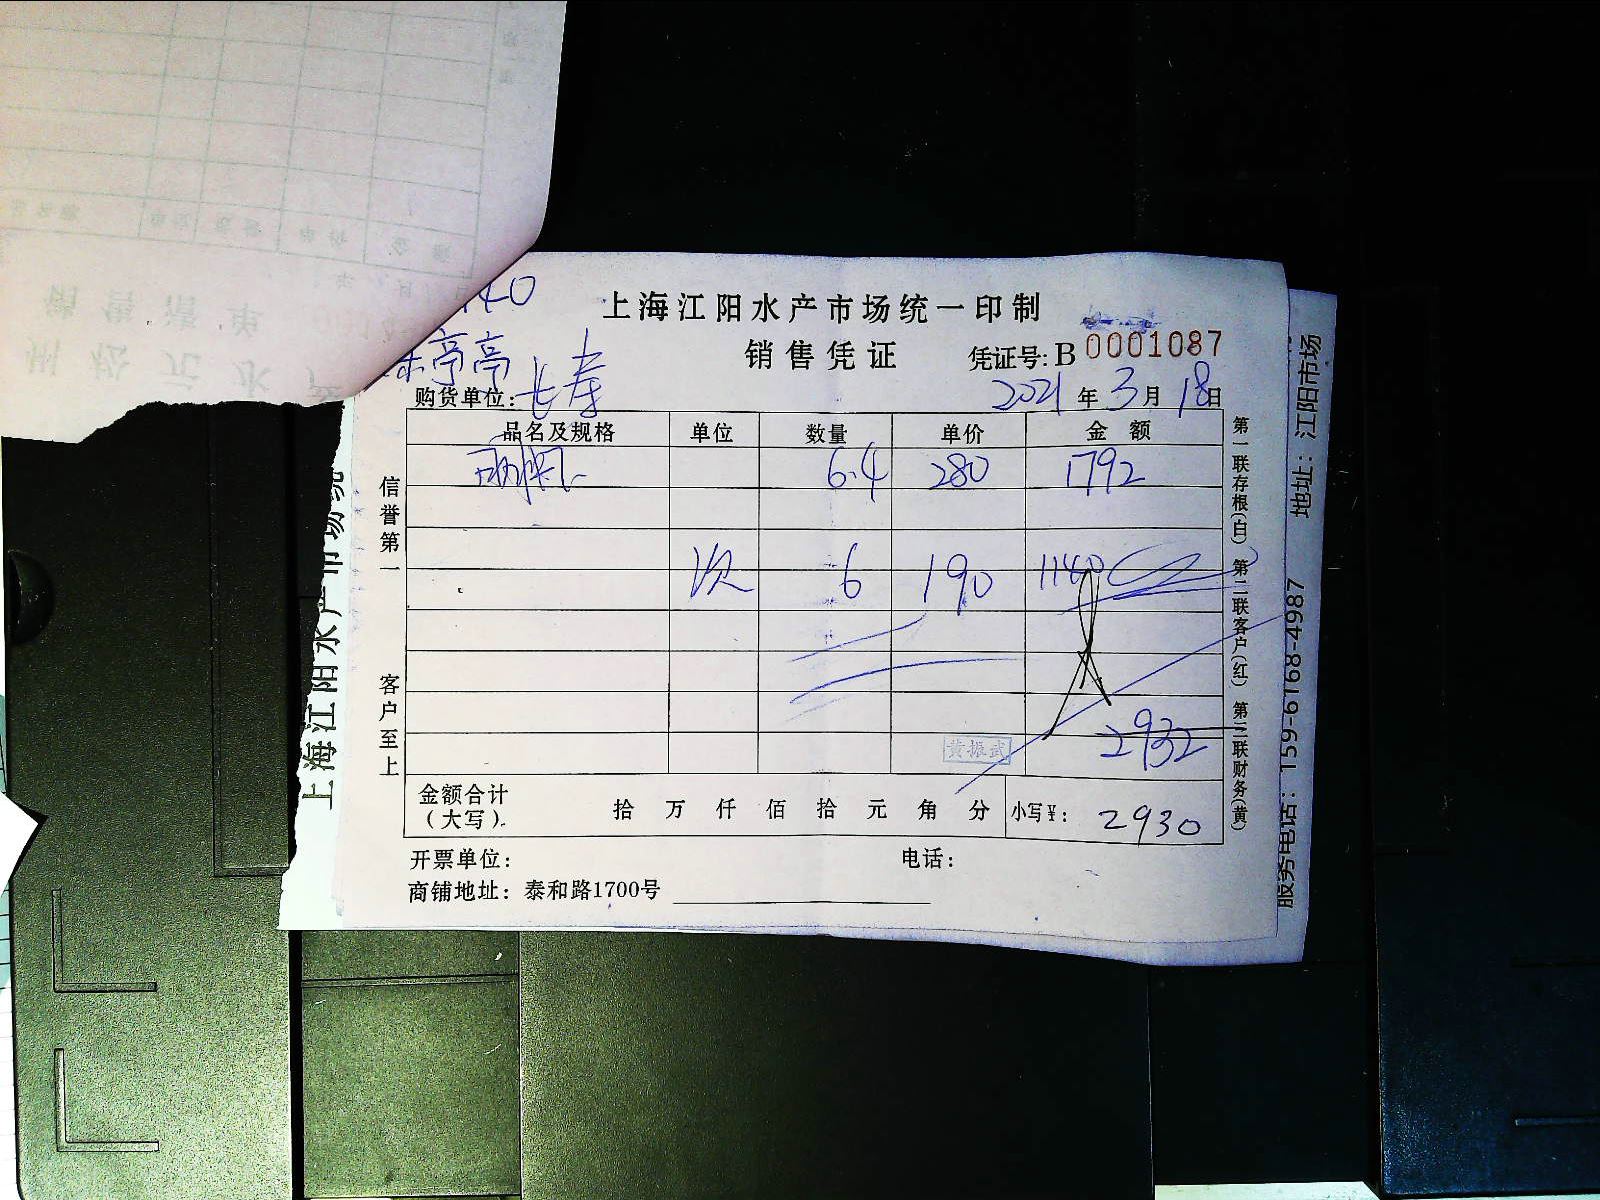 40
亭亭
上海江阳水产市场统一印制
销售凭证
凭证号: B 0001087
购货单位: 长寿
2021 年 3 月 18 日
品名及规格 单位 数量 单价 金额
6.4 280 1792
次 6 190 1140
2932
黄振武
金额合计
(大写).
拾 万 仟 佰 拾 元 角 分 小写¥: 2930
开票单位: 电话:
商铺地址: 泰和路1700号
信誉第一
客户至上
第一联存根(白) 第二联客户(红) 第三联财务(黄)
上海江阳水产市场统
地址: 江阳市场
服务电话: 159-6168-4987